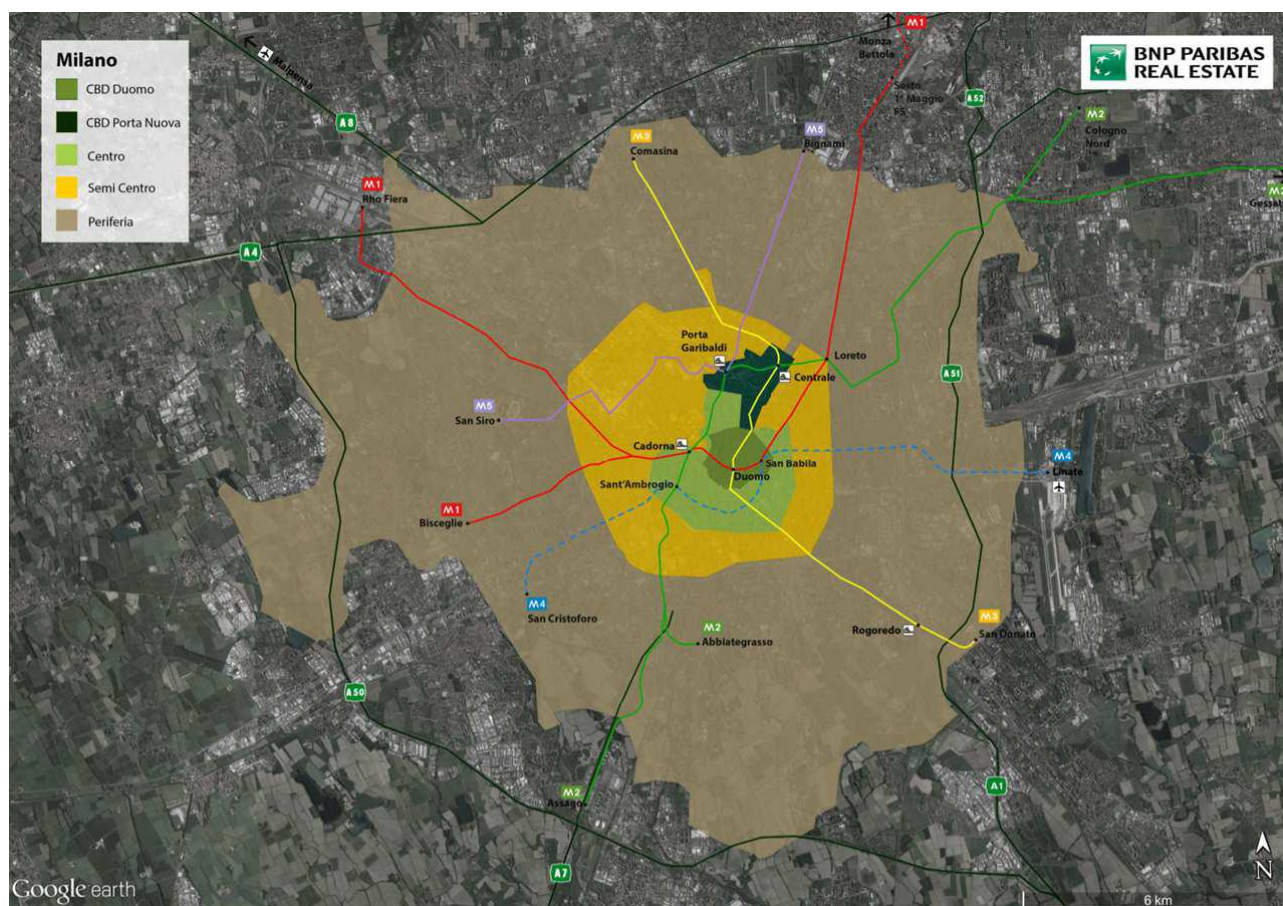 Milano
CBD Duomo
CBD Porta Nuova
Centro
Semi Centro
Periferia
BNP PARIBAS
REAL ESTATE
M1
Monza
Bettola
Sesto
1° Maggio
FS
Malpensa
A8
A52
M2
Cologno
Nord
M3
Comasina
M5
Bignami
M1
Rho Fiera
M2
A4
Porta
Garibaldi
Loreto
Centrale
A51
M5
San Siro
Cadorna
San Babila
M4
Linate
Duomo
Sant'Ambrogio
M1
Bisceglie
M4
San Cristoforo
M2
Abbiategrasso
Rogoredo
M3
San Donato
A50
M2
Assago
A1
A7
N
Google earth
6 km